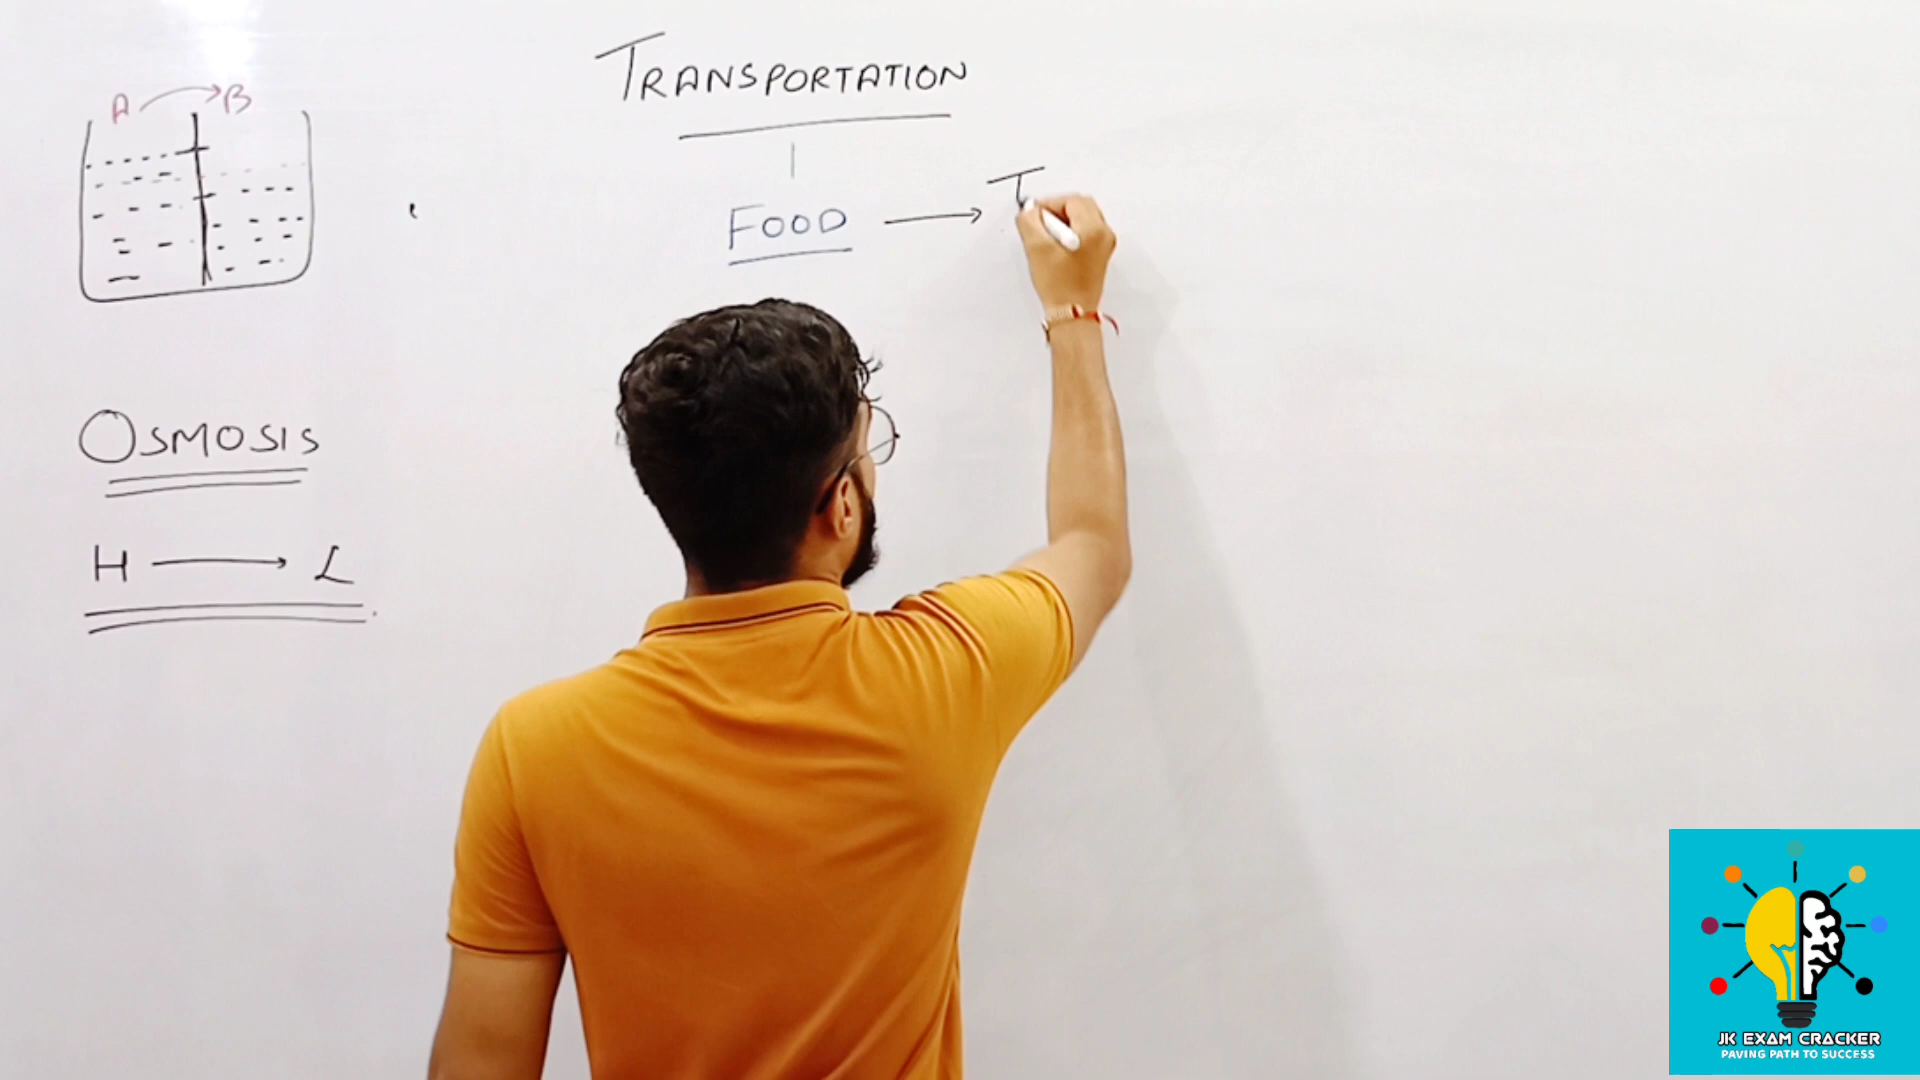 TRANSPORTATION
A → B
FOOD → T
OSMOSIS
H → L
JK EXAM CRACKER
PAVING PATH TO SUCCESS